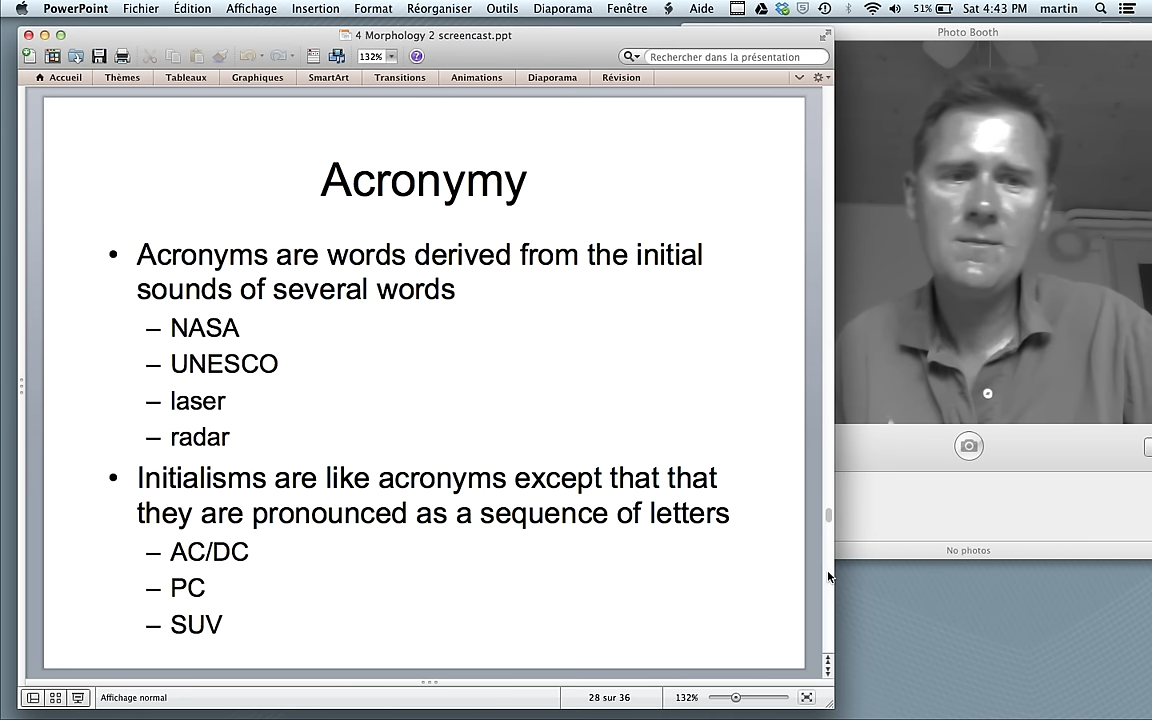 PowerPoint Fichier Édition Affichage Insertion Format Réorganiser Outils Diaporama Fenêtre Aide 51% Sat 4:43 PM martin
4 Morphology 2 screencast.ppt
Photo Booth
132% Rechercher dans la présentation
Accueil Thèmes Tableaux Graphiques SmartArt Transitions Animations Diaporama Révision
Acronymy
• Acronyms are words derived from the initial
sounds of several words
– NASA
– UNESCO
– laser
– radar
• Initialisms are like acronyms except that that
they are pronounced as a sequence of letters
– AC/DC
– PC
– SUV
No photos
Affichage normal 28 sur 36 132%